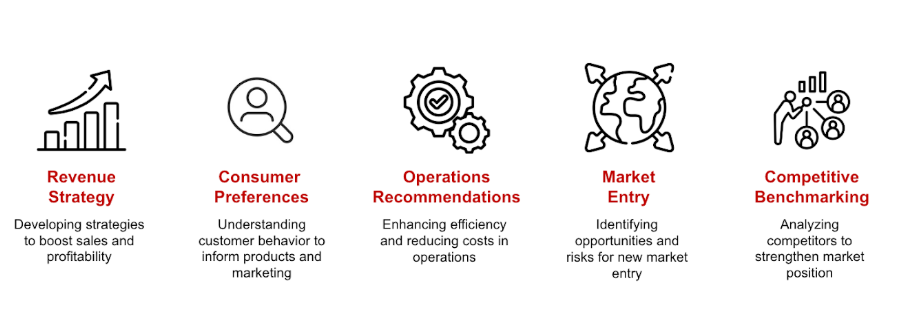 Revenue
Strategy
Developing strategies
to boost sales and
profitability
Consumer
Preferences
Understanding
customer behavior to
inform products and
marketing
Operations
Recommendations
Enhancing efficiency
and reducing costs in
operations
Market
Entry
Identifying
opportunities and
risks for new market
entry
Competitive
Benchmarking
Analyzing
competitors to
strengthen market
position